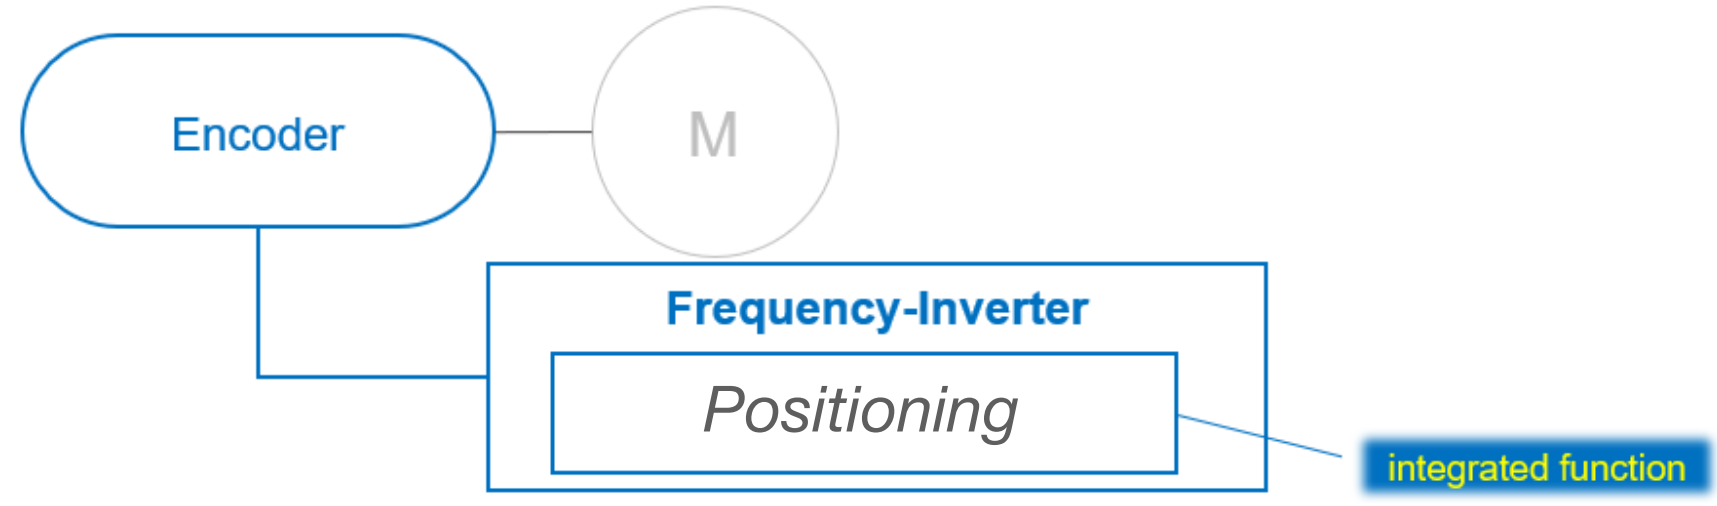 Encoder
M
Frequency-Inverter
Positioning
integrated function